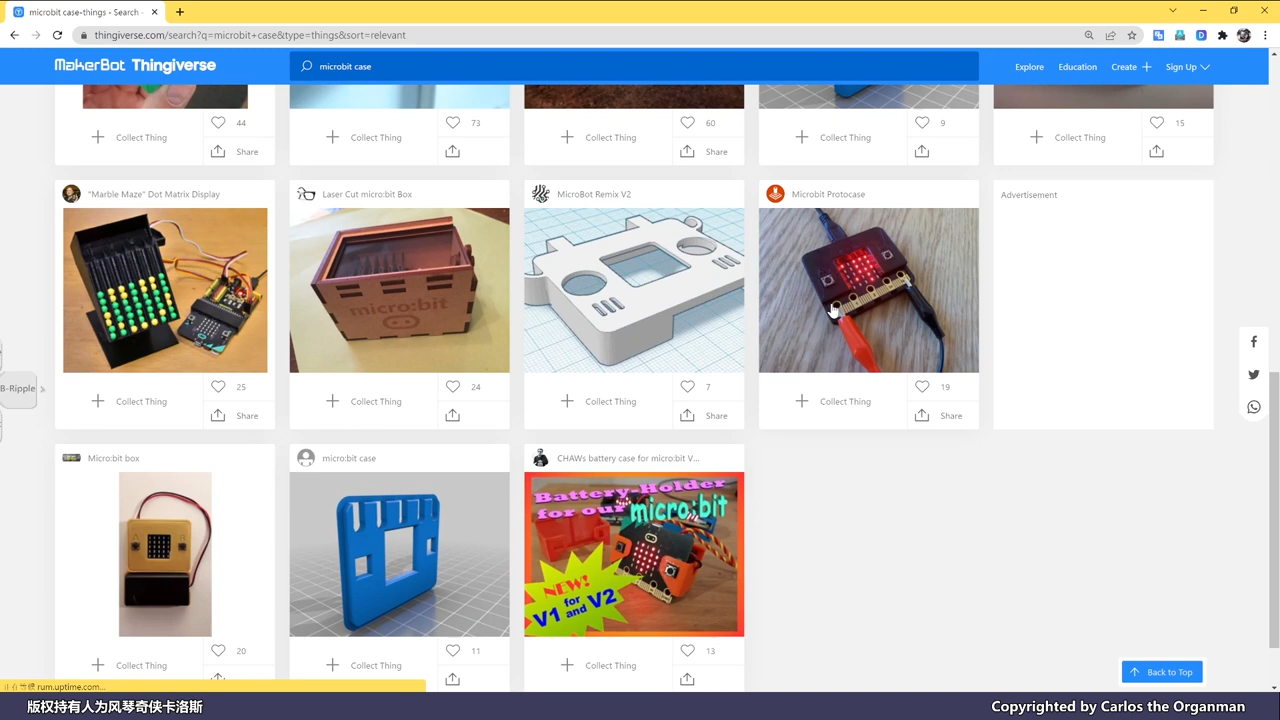 microbit case-things - Search -
thingiverse.com/search?q=microbit+case&type=things&sort=relevant
MakerBot Thingiverse
microbit case
Explore
Education
Create
Sign Up
44
Collect Thing
Share
73
Collect Thing
60
Collect Thing
Share
9
Collect Thing
15
Collect Thing
"Marble Maze" Dot Matrix Display
25
Collect Thing
Share
Laser Cut micro:bit Box
micro:bit
24
Collect Thing
MicroBot Remix V2
7
Collect Thing
Share
Microbit Protocase
19
Collect Thing
Share
Advertisement
B-Ripple
Micro:bit box
20
Collect Thing
micro:bit case
11
Collect Thing
CHAWs battery case for micro:bit V...
Battery-Holder
for our micro:bit
NEW!
for
V1 and V2
13
Collect Thing
Back to Top
rum.uptime.com...
版权持有人为风琴奇侠卡洛斯
Copyrighted by Carlos the Organman